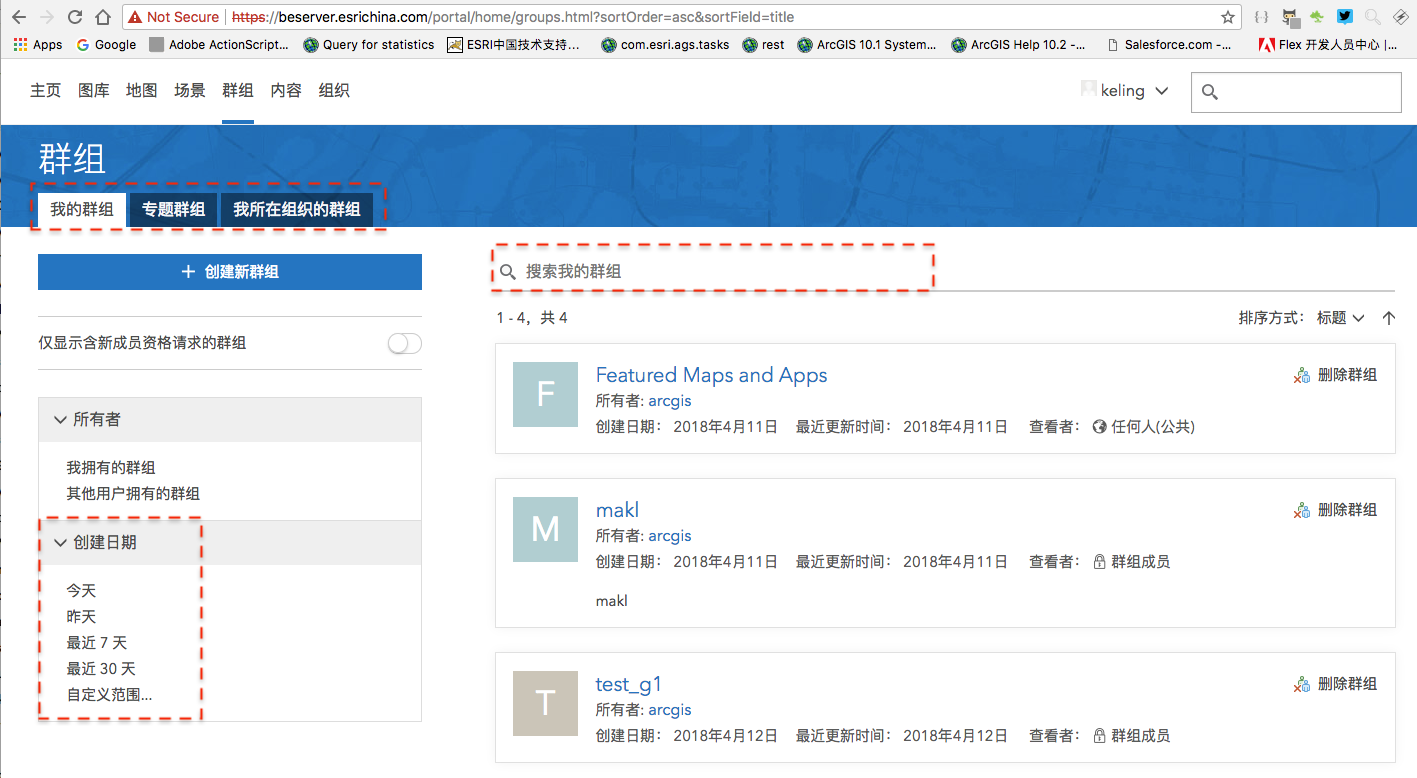 Not Secure https://beserver.esrichina.com/portal/home/groups.html?sortOrder=asc&sortField=title
Apps Google Adobe ActionScript... Query for statistics ESRI中国技术支持... com.esri.ags.tasks rest ArcGIS 10.1 System... ArcGIS Help 10.2 -... Salesforce.com -... Flex 开发人员中心 |...
主页 图库 地图 场景 群组 内容 组织 keling
群组
我的群组 专题群组 我所在组织的群组
创建新群组
仅显示含新成员资格请求的群组
所有者
我拥有的群组
其他用户拥有的群组
创建日期
今天
昨天
最近 7 天
最近 30 天
自定义范围...
搜索我的群组
1 - 4，共 4 排序方式： 标题
F Featured Maps and Apps 删除群组
所有者: arcgis
创建日期： 2018年4月11日 最近更新时间： 2018年4月11日 查看者： 任何人(公共)
M makl 删除群组
所有者: arcgis
创建日期： 2018年4月11日 最近更新时间： 2018年4月11日 查看者： 群组成员
makl
T test_g1 删除群组
所有者: arcgis
创建日期： 2018年4月12日 最近更新时间： 2018年4月12日 查看者： 群组成员